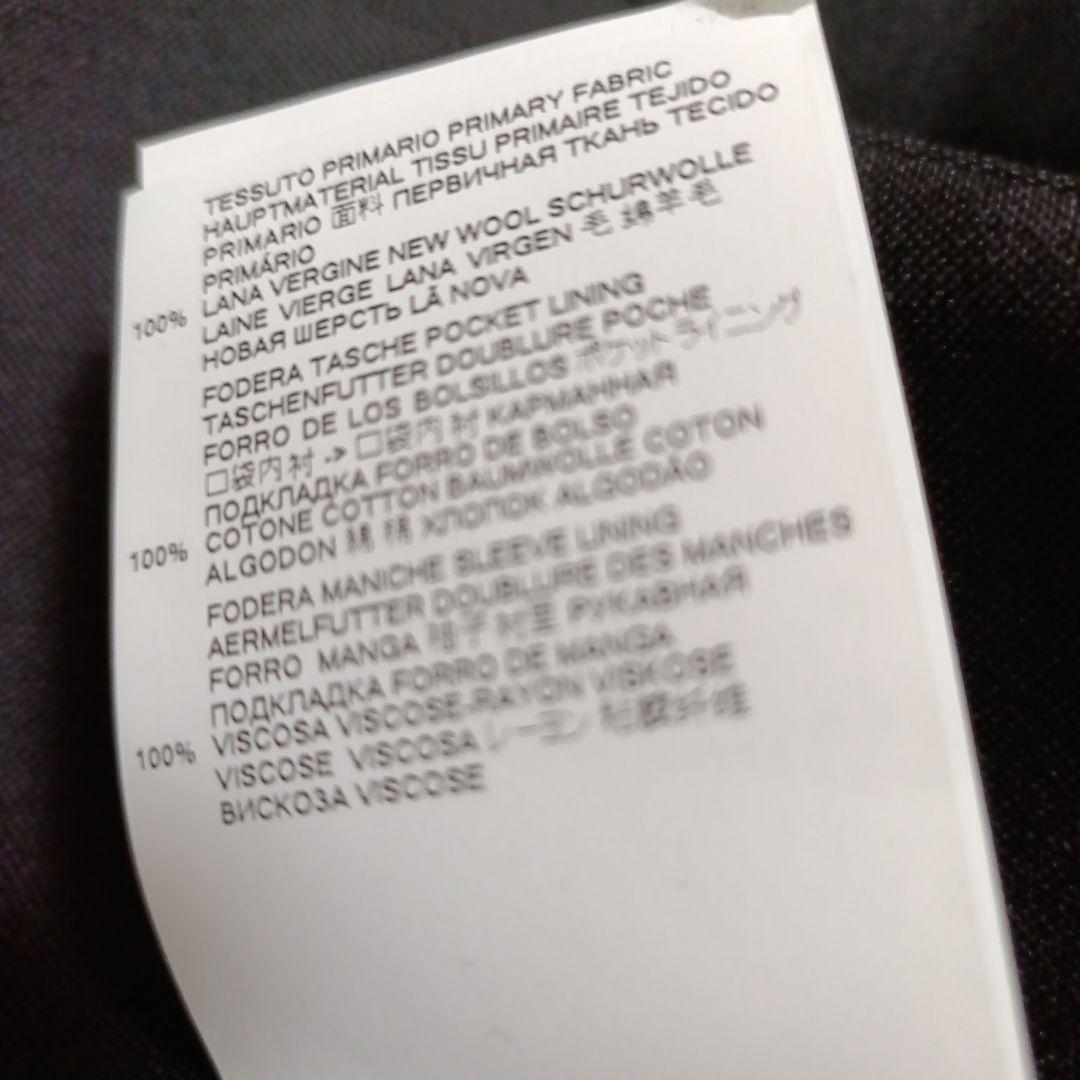 TESSUTO PRIMARIO PRIMARY FABRIC
HAUPTMATERIAL TISSU PRIMAIRE TEJIDO
PRIMARIO 面料 ПЕРВИЧНАЯ ТКАНЬ TECIDO
PRIMÁRIO
100% LANA VERGINE NEW WOOL SCHURWOLLE
LAINE VIERGE LANA VIRGEN 毛 绵羊毛
НОВАЯ ШЕРСТЬ LÃ NOVA
FODERA TASCHE POCKET LINING
TASCHENFUTTER DOUBLURE POCHE
FORRO DE LOS BOLSILLOS ポケットライニング
口袋内衬 -> 口袋内衬 КАРМАННАЯ
ПОДКЛАДКА FORRO DE BOLSO
100% COTONE COTTON BAUMWOLLE COTON
ALGODON 綿 棉 ХЛОПОК ALGODÃO
FODERA MANICHE SLEEVE LINING
AERMELFUTTER DOUBLURE DES MANCHES
FORRO MANGA 袖子衬里 РУКАВНАЯ
ПОДКЛАДКА FORRO DE MANGA
100% VISCOSA VISCOSE-RAYON VISKOSE
VISCOSE VISCOSA レーヨン 粘胶纤维
ВИСКОЗА VISCOSE